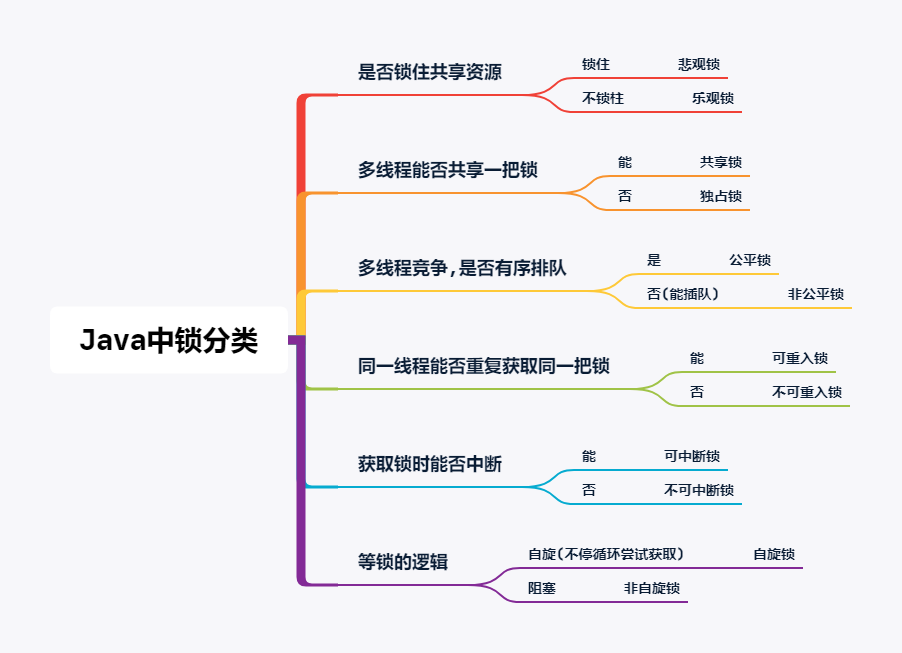 Java中锁分类
是否锁住共享资源
锁住 悲观锁
不锁柱 乐观锁
多线程能否共享一把锁
能 共享锁
否 独占锁
多线程竞争,是否有序排队
是 公平锁
否(能插队) 非公平锁
同一线程能否重复获取同一把锁
能 可重入锁
否 不可重入锁
获取锁时能否中断
能 可中断锁
否 不可中断锁
等锁的逻辑
自旋(不停循环尝试获取) 自旋锁
阻塞 非自旋锁